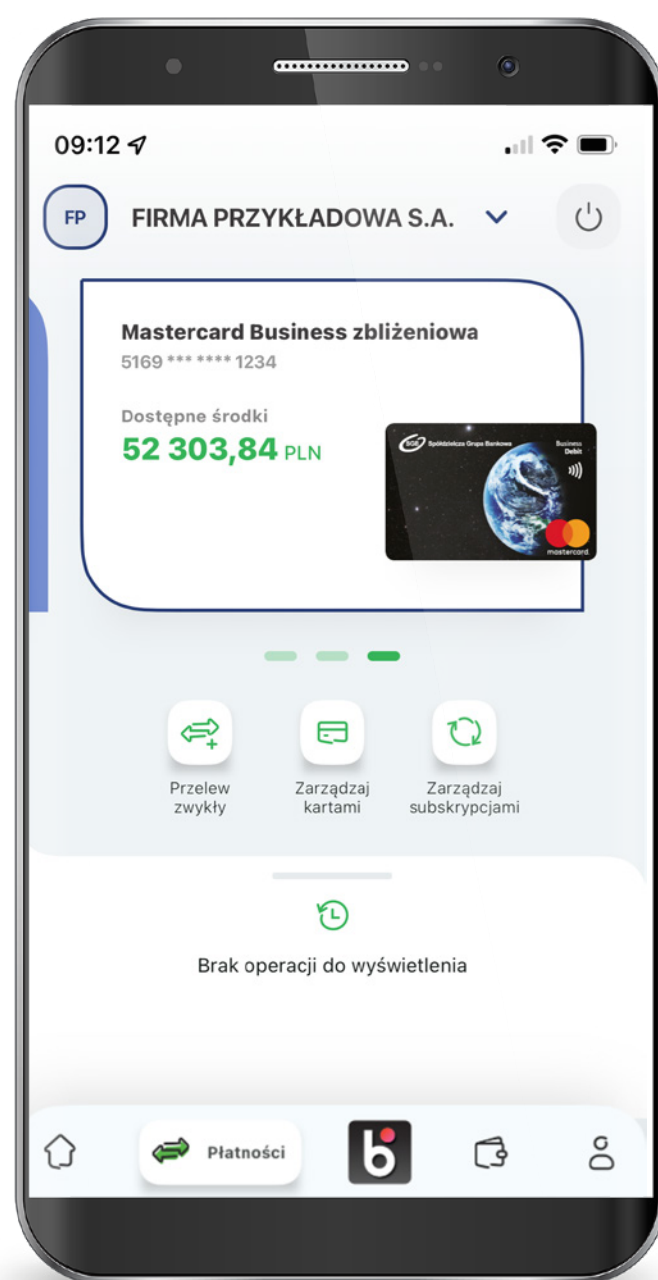 09:12
FP
FIRMA PRZYKŁADOWA S.A.
Mastercard Business zbliżeniowa
5169 *** **** 1234
Dostępne środki
52 303,84 PLN
SGB Spółdzielcza Grupa Bankowa
Business
Debit
mastercard.
Przelew
zwykły
Zarządzaj
kartami
Zarządzaj
subskrypcjami
Brak operacji do wyświetlenia
Płatności
b